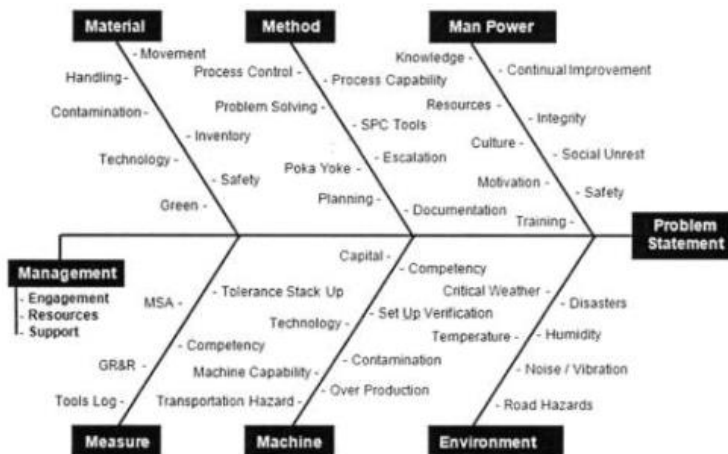 Material
Method
Man Power
- Movement
Handling -
Contamination -
- Inventory
Technology -
- Safety
Green -
Process Control -
- Process Capability
Problem Solving -
- SPC Tools
- Escalation
Poka Yoke -
Planning -
- Documentation
Knowledge -
- Continual Improvement
Resources -
- Integrity
Culture -
- Social Unrest
Motivation -
- Safety
Training -
Problem
Statement
Management
- Engagement
- Resources
- Support
MSA -
- Tolerance Stack Up
- Competency
GR&R -
Tools Log -
Capital -
- Competency
Technology -
- Set Up Verification
- Contamination
Machine Capability -
- Over Production
Transportation Hazard -
Critical Weather -
- Disasters
Temperature -
- Humidity
- Noise / Vibration
- Road Hazards
Measure
Machine
Environment